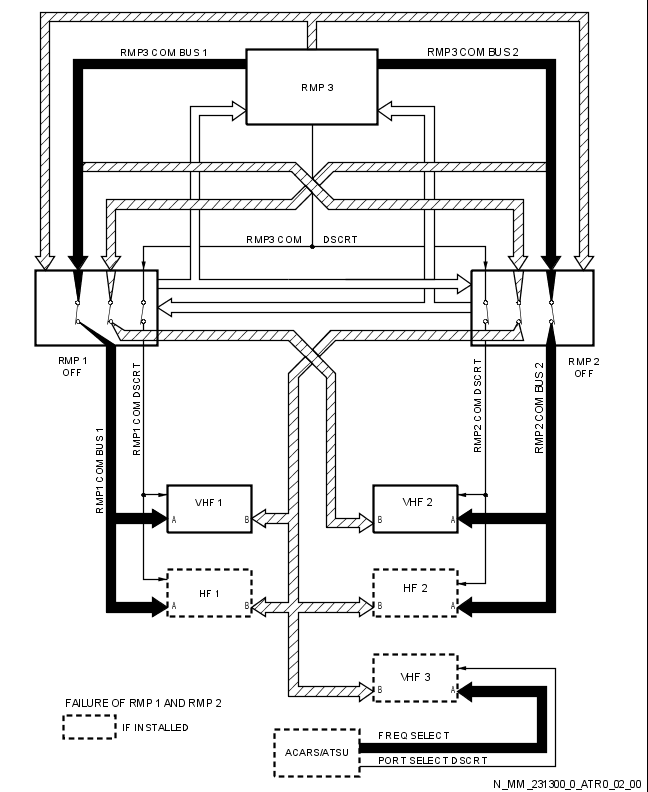 RMP3 COM BUS 1
RMP3 COM BUS 2
RMP 3
RMP3 COM DSCRT
RMP 1
OFF
RMP 2
OFF
RMP1 COM DSCRT
RMP2 COM DSCRT
RMP1 COM BUS 1
RMP2 COM BUS 2
VHF 1
A B
VHF 2
B A
HF 1
A B
HF 2
B A
VHF 3
B A
FAILURE OF RMP 1 AND RMP 2
IF INSTALLED
ACARS/ATSU
FREQ SELECT
PORT SELECT DSCRT
N_MM_231300_0_ATR0_02_00